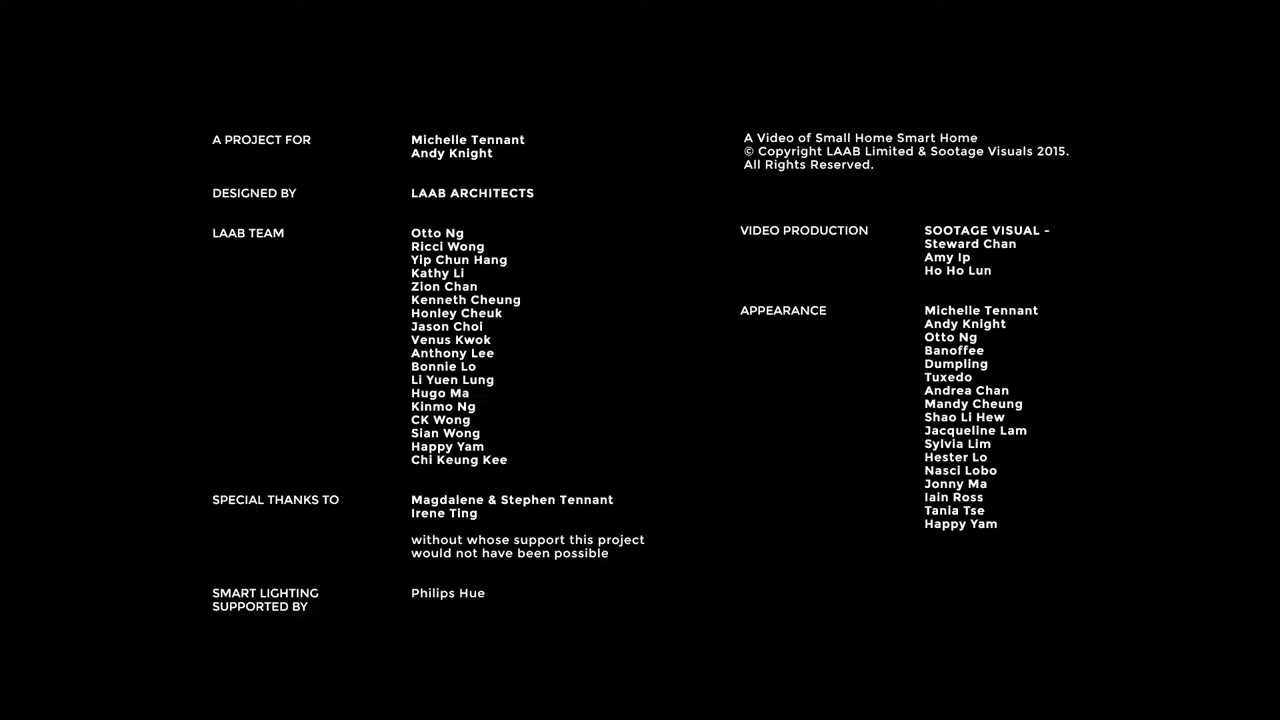 A PROJECT FOR
Michelle Tennant
Andy Knight
DESIGNED BY
LAAB ARCHITECTS
LAAB TEAM
Otto Ng
Ricci Wong
Yip Chun Hang
Kathy Li
Zion Chan
Kenneth Cheung
Honley Cheuk
Jason Choi
Venus Kwok
Anthony Lee
Bonnie Lo
Li Yuen Lung
Hugo Ma
Kinmo Ng
CK Wong
Sian Wong
Happy Yam
Chi Keung Kee
SPECIAL THANKS TO
Magdalene & Stephen Tennant
Irene Ting
without whose support this project
would not have been possible
SMART LIGHTING
SUPPORTED BY
Philips Hue
A Video of Small Home Smart Home
© Copyright LAAB Limited & Sootage Visuals 2015.
All Rights Reserved.
VIDEO PRODUCTION
SOOTAGE VISUAL -
Steward Chan
Amy Ip
Ho Ho Lun
APPEARANCE
Michelle Tennant
Andy Knight
Otto Ng
Banoffee
Dumpling
Tuxedo
Andrea Chan
Mandy Cheung
Shao Li Hew
Jacqueline Lam
Sylvia Lim
Hester Lo
Nasci Lobo
Jonny Ma
Iain Ross
Tania Tse
Happy Yam